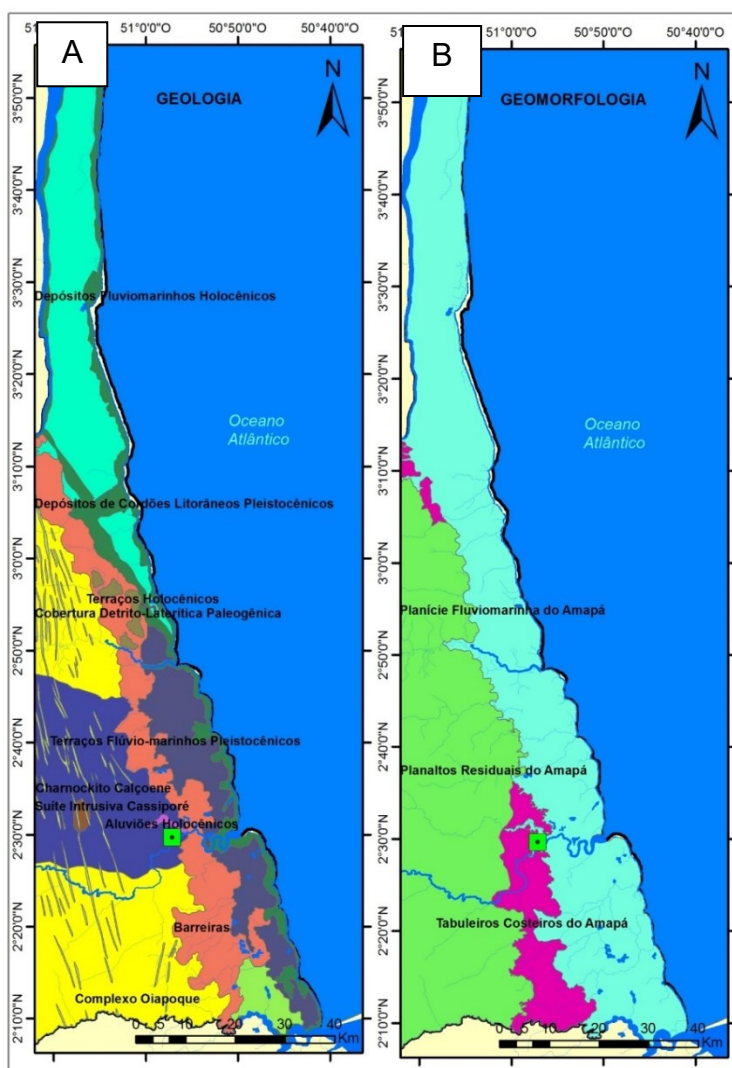 A
51°0'0"O 50°50'0"O 50°40'0"O
N
GEOLOGIA
3°50'0"N
3°40'0"N
3°30'0"N
Depósitos Fluviomarinhos Holocênicos
3°20'0"N
Oceano
Atlântico
3°10'0"N
Depósitos de Cordões Litorâneos Pleistocênicos
3°0'0"N
Terraços Holocênicos
Cobertura Detrito-Laterítica Paleogênica
2°50'0"N
Terraços Flúvio-marinhos Pleistocênicos
2°40'0"N
Charnockito Calçoene
Suíte Intrusiva Cassiporé
Aluviões Holocênicos
2°30'0"N
Barreiras
2°20'0"N
Complexo Oiapoque
2°10'0"N
0 5 10 20 30 40
Km
B
51°0'0"O 50°50'0"O 50°40'0"O
N
GEOMORFOLOGIA
3°50'0"N
3°40'0"N
3°30'0"N
3°20'0"N
Oceano
Atlântico
3°10'0"N
3°0'0"N
Planície Fluviomarinha do Amapá
2°50'0"N
2°40'0"N
Planaltos Residuais do Amapá
2°30'0"N
Tabuleiros Costeiros do Amapá
2°20'0"N
2°10'0"N
0 5 10 20 30 40
Km